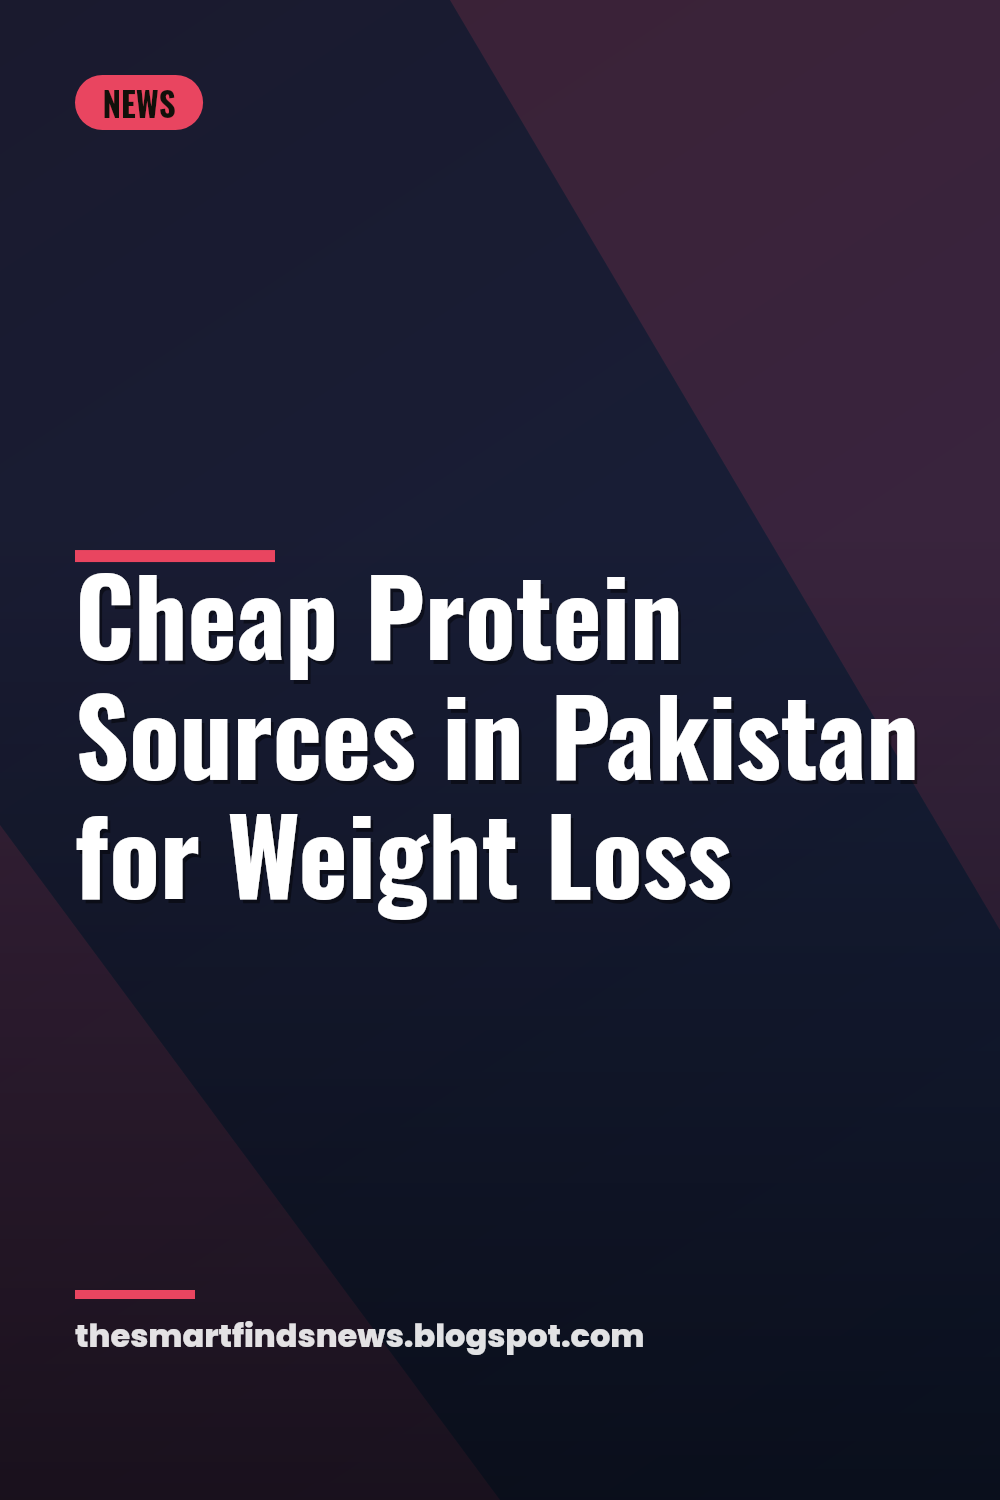 NEWS
Cheap Protein
Sources in Pakistan
for Weight Loss
thesmartfindsnews.blogspot.com